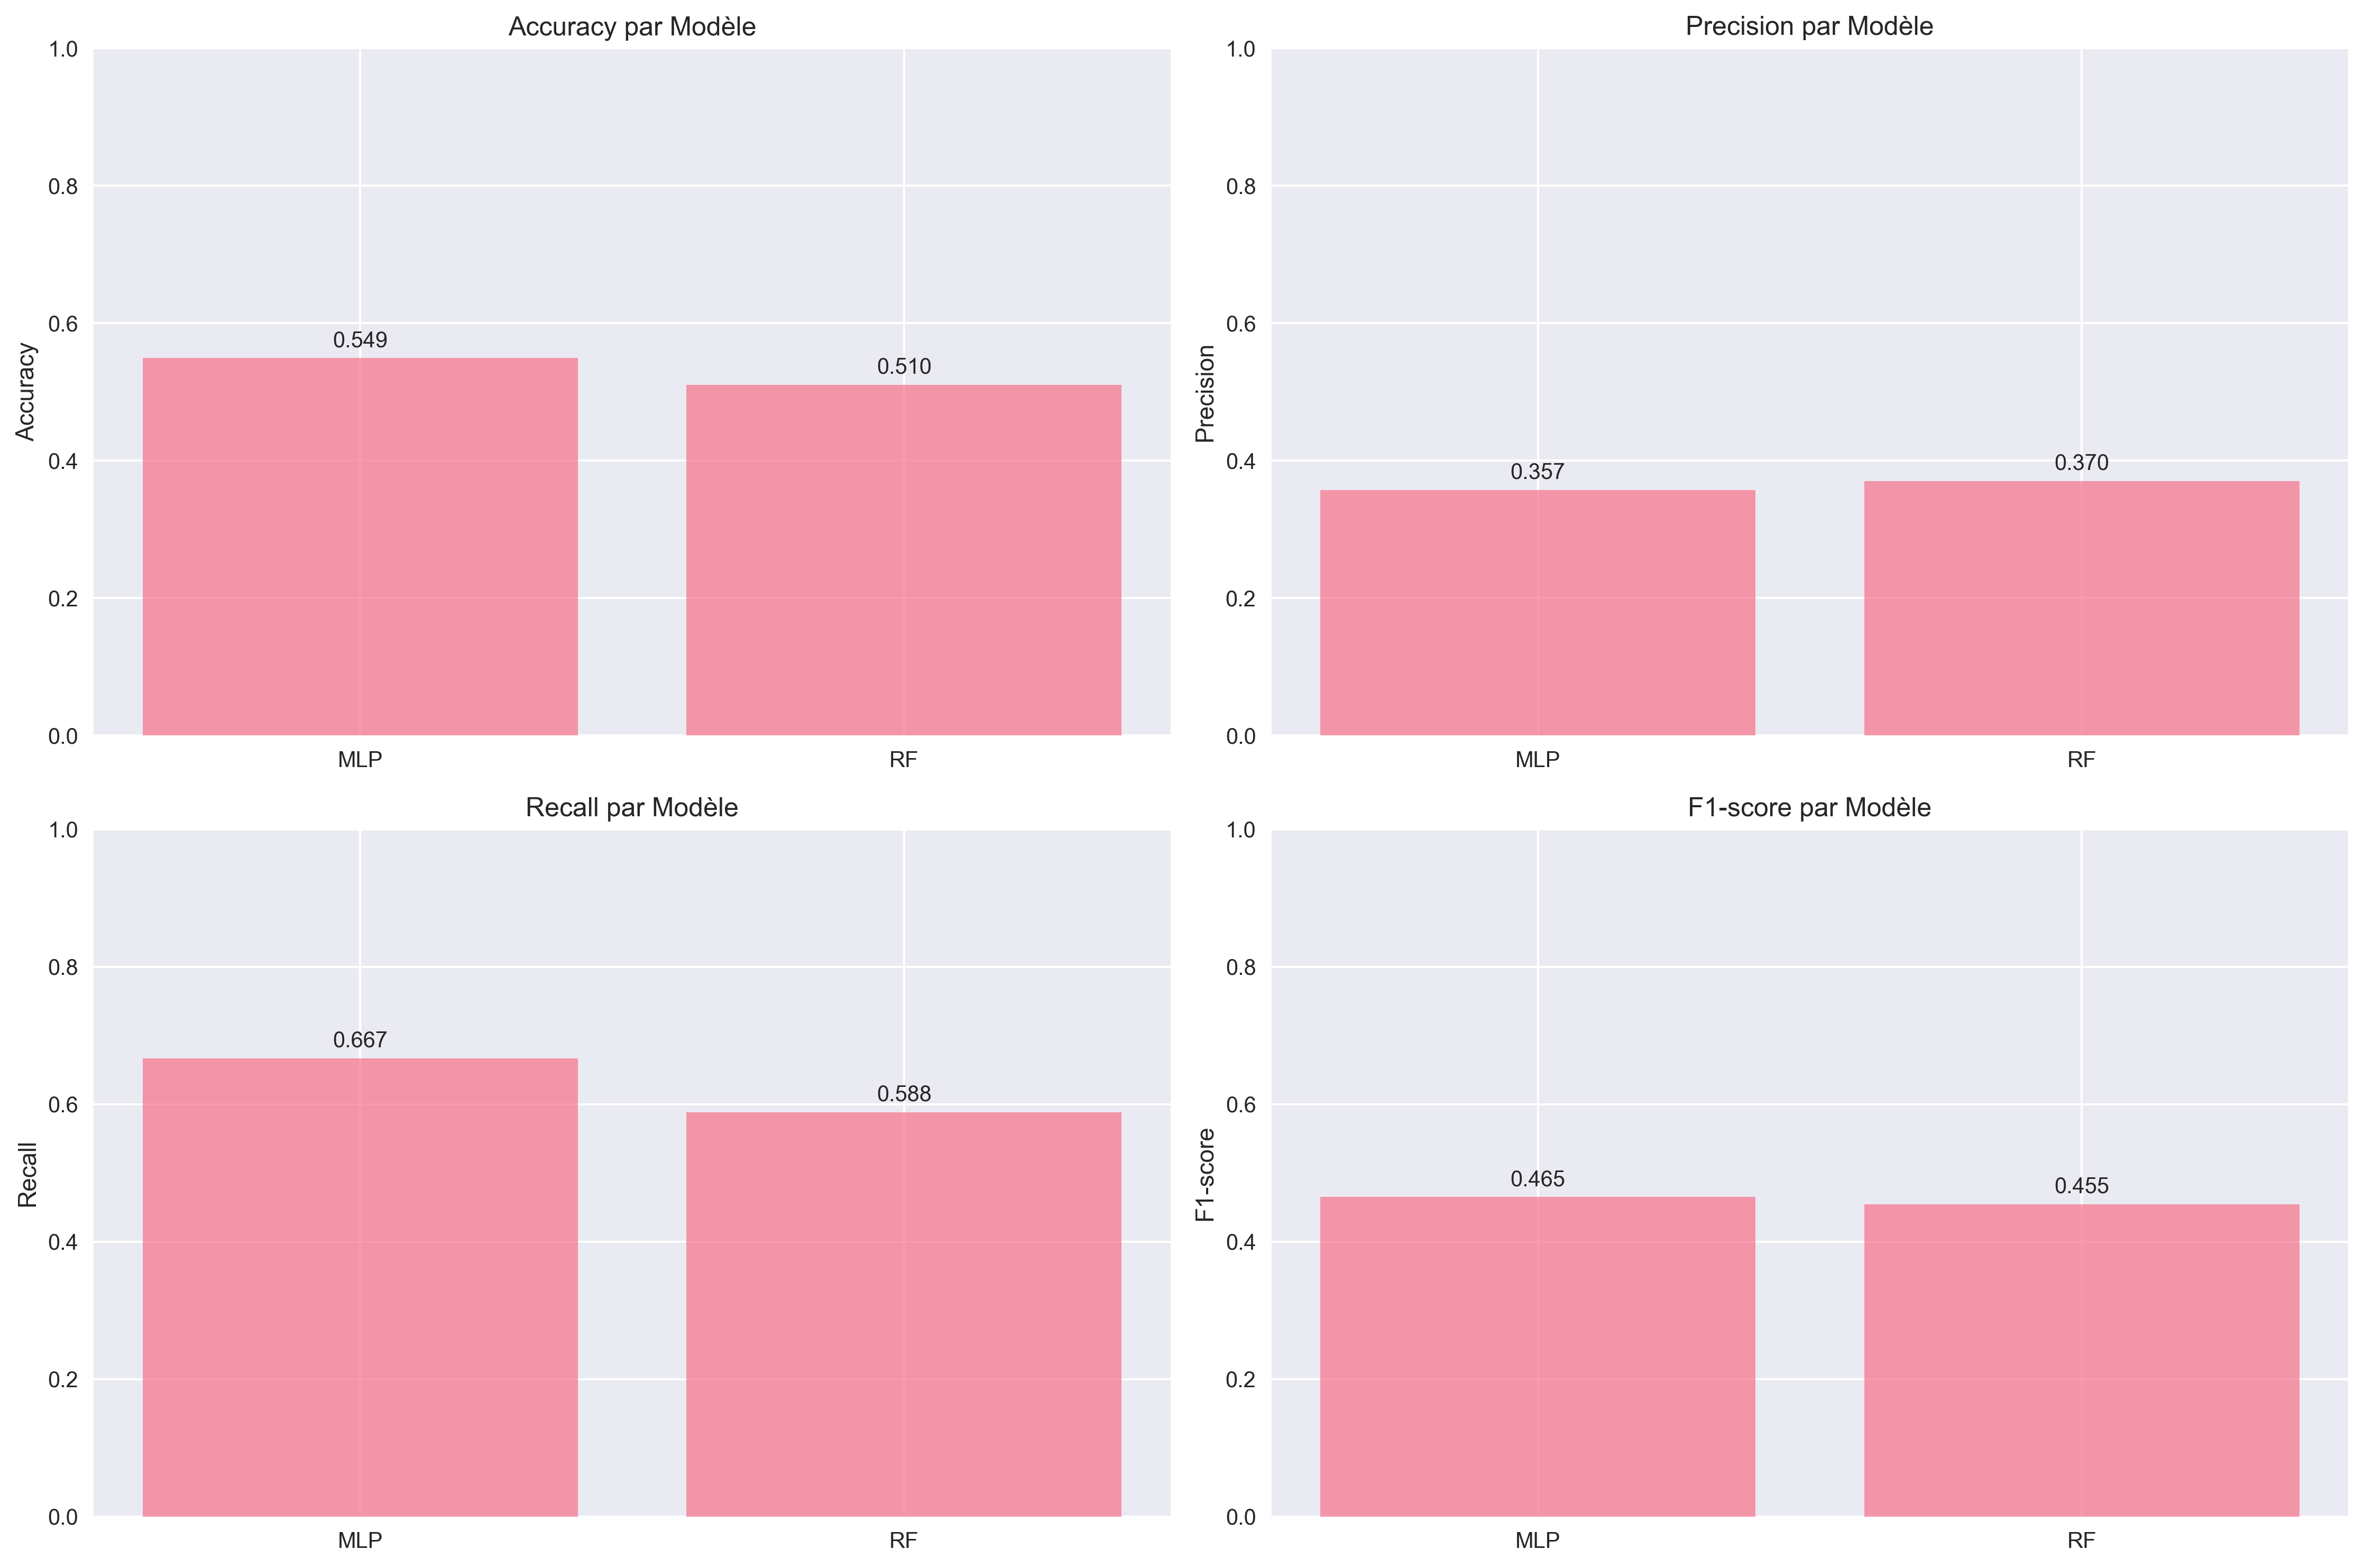 Accuracy par Modèle
1.0
0.8
0.6
0.4
0.2
0.0
Accuracy
0.549
0.510
MLP
RF
Precision par Modèle
1.0
0.8
0.6
0.4
0.2
0.0
Precision
0.357
0.370
MLP
RF
Recall par Modèle
1.0
0.8
0.6
0.4
0.2
0.0
Recall
0.667
0.588
MLP
RF
F1-score par Modèle
1.0
0.8
0.6
0.4
0.2
0.0
F1-score
0.465
0.455
MLP
RF